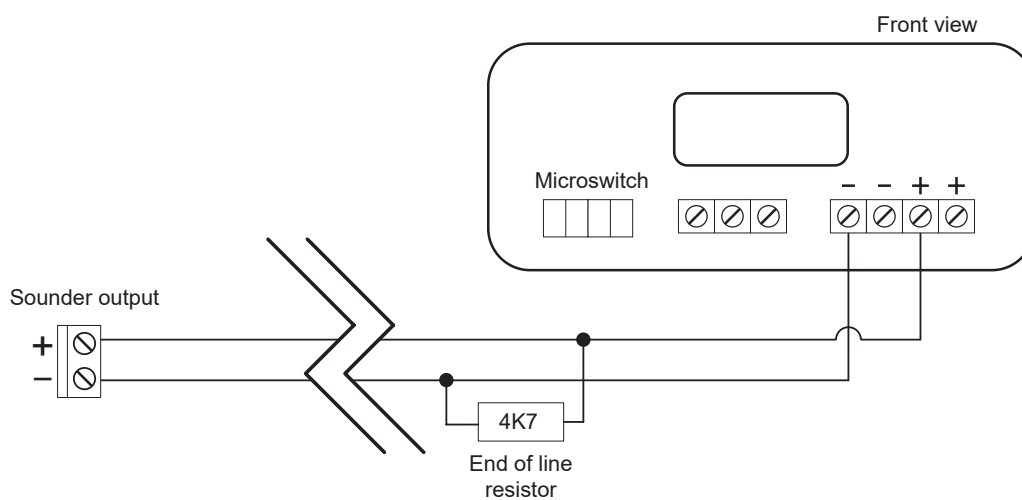 Front view
Microswitch
− − + +
Sounder output
+
−
4K7
End of line
resistor